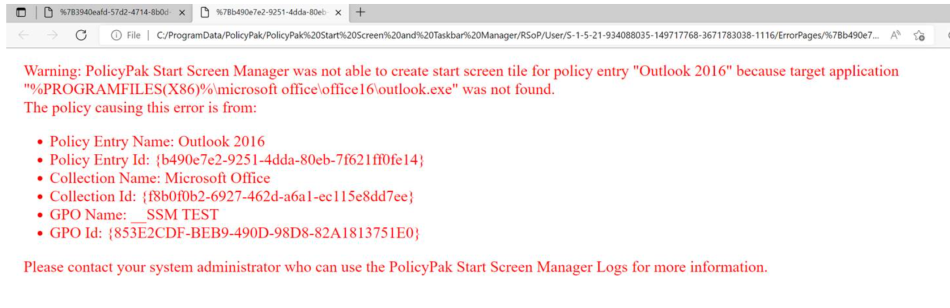 %7B3940eafd-57d2-4714-8b0d-
%7Bb490e7e2-9251-4dda-80eb-
File | C:/ProgramData/PolicyPak/PolicyPak%20Start%20Screen%20and%20Taskbar%20Manager/RSoP/User/S-1-5-21-934088035-149717768-3671783038-1116/ErrorPages/%7Bb490e7...
Warning: PolicyPak Start Screen Manager was not able to create start screen tile for policy entry "Outlook 2016" because target application
"%PROGRAMFILES(X86)%\microsoft office\office16\outlook.exe" was not found.
The policy causing this error is from:
• Policy Entry Name: Outlook 2016
• Policy Entry Id: {b490e7e2-9251-4dda-80eb-7f621ff0fe14}
• Collection Name: Microsoft Office
• Collection Id: {f8b0f0b2-6927-462d-a6a1-ec115e8dd7ee}
• GPO Name: __SSM TEST
• GPO Id: {853E2CDF-BEB9-490D-98D8-82A1813751E0}
Please contact your system administrator who can use the PolicyPak Start Screen Manager Logs for more information.